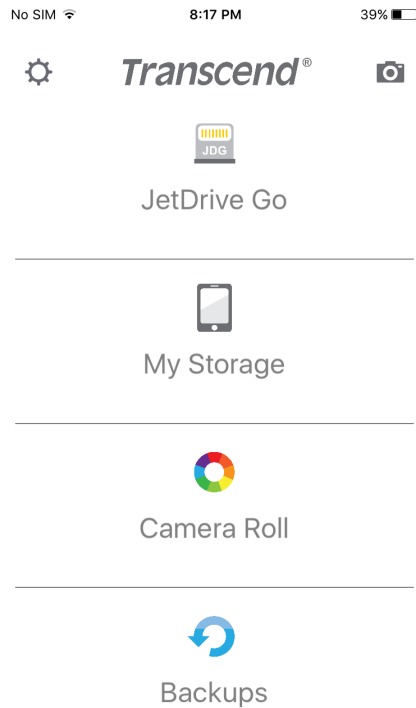 No SIM 8:17 PM 39%
Transcend®
JDG
JetDrive Go
My Storage
Camera Roll
Backups